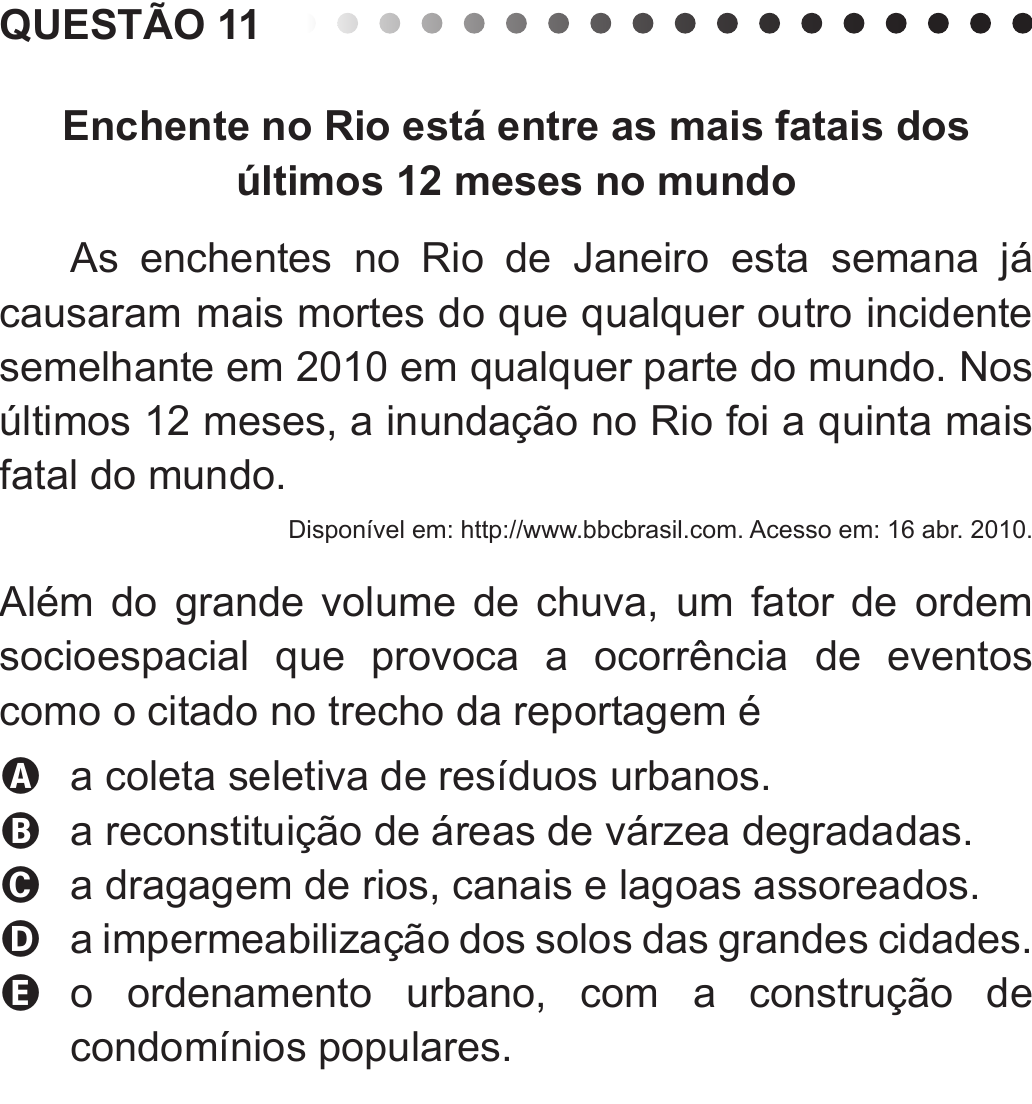 QUESTÃO 11
Enchente no Rio está entre as mais fatais dos
últimos 12 meses no mundo
As enchentes no Rio de Janeiro esta semana já
causaram mais mortes do que qualquer outro incidente
semelhante em 2010 em qualquer parte do mundo. Nos
últimos 12 meses, a inundação no Rio foi a quinta mais
fatal do mundo.
Disponível em: http://www.bbcbrasil.com. Acesso em: 16 abr. 2010.
Além do grande volume de chuva, um fator de ordem
socioespacial que provoca a ocorrência de eventos
como o citado no trecho da reportagem é
A a coleta seletiva de resíduos urbanos.
B a reconstituição de áreas de várzea degradadas.
C a dragagem de rios, canais e lagoas assoreados.
D a impermeabilização dos solos das grandes cidades.
E o ordenamento urbano, com a construção de
condomínios populares.